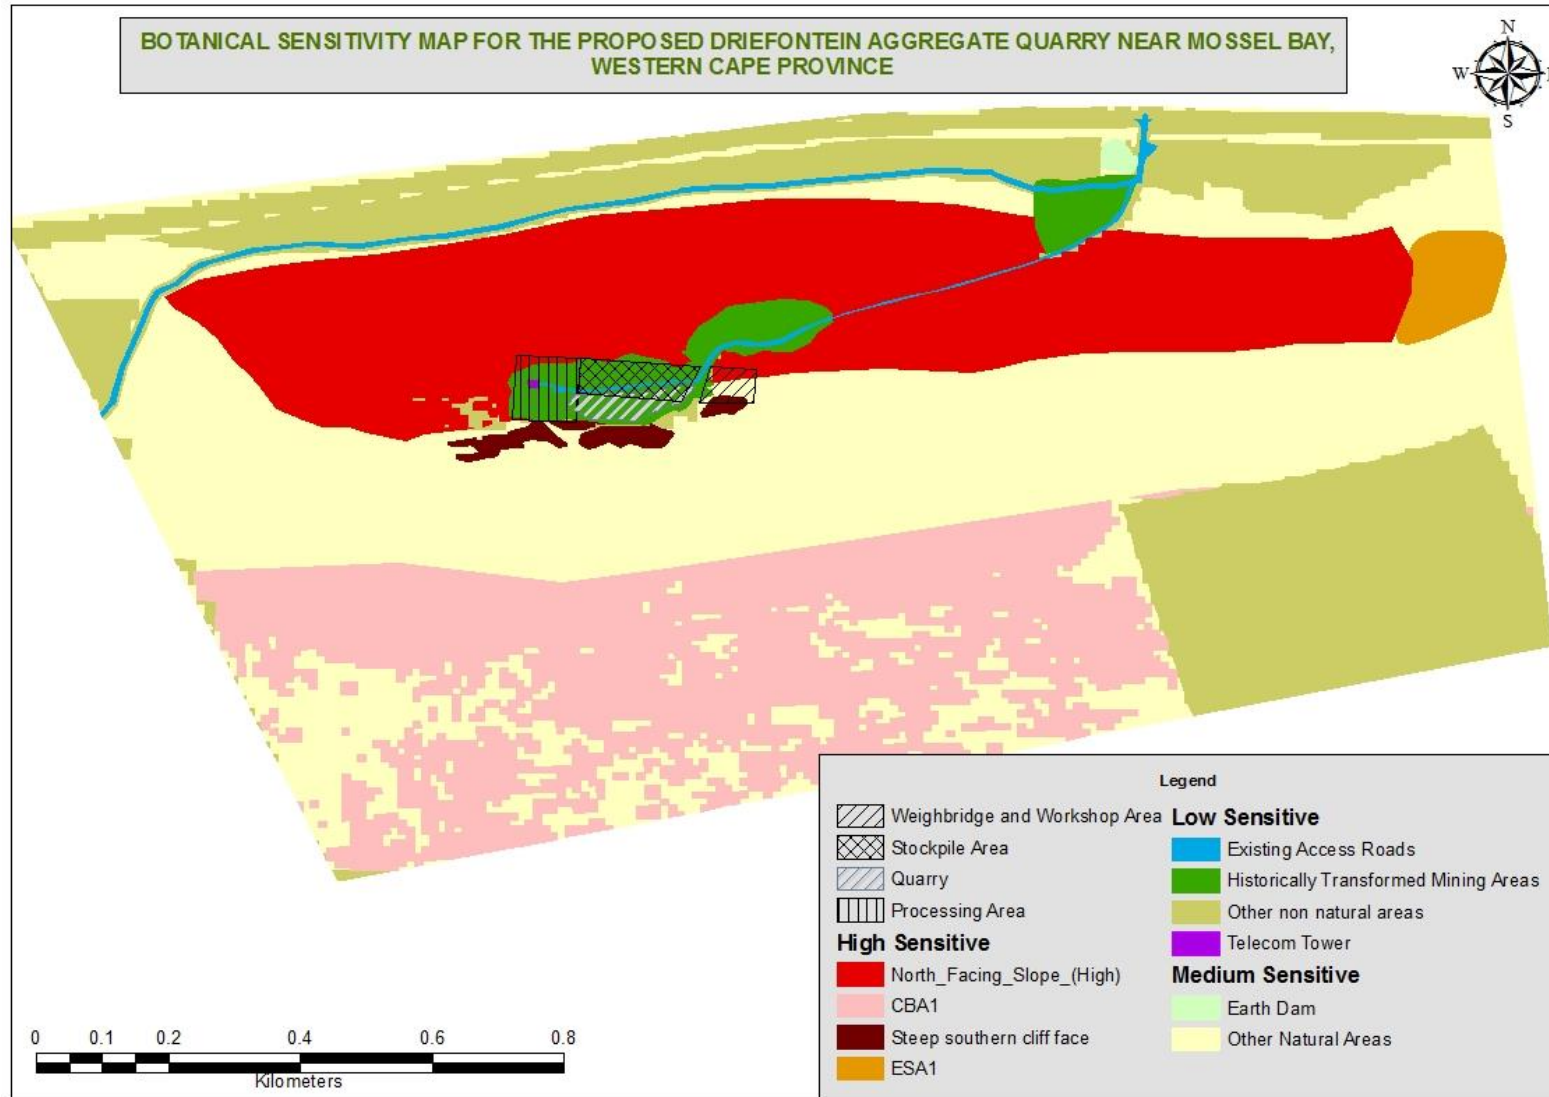 BOTANICAL SENSITIVITY MAP FOR THE PROPOSED DRIEFONTEIN AGGREGATE QUARRY NEAR MOSSEL BAY,
WESTERN CAPE PROVINCE
N
W
S
Legend
Weighbridge and Workshop Area
Stockpile Area
Quarry
Processing Area
High Sensitive
North_Facing_Slope_(High)
CBA1
Steep southern cliff face
ESA1
Low Sensitive
Existing Access Roads
Historically Transformed Mining Areas
Other non natural areas
Telecom Tower
Medium Sensitive
Earth Dam
Other Natural Areas
0 0.1 0.2 0.4 0.6 0.8
Kilometers